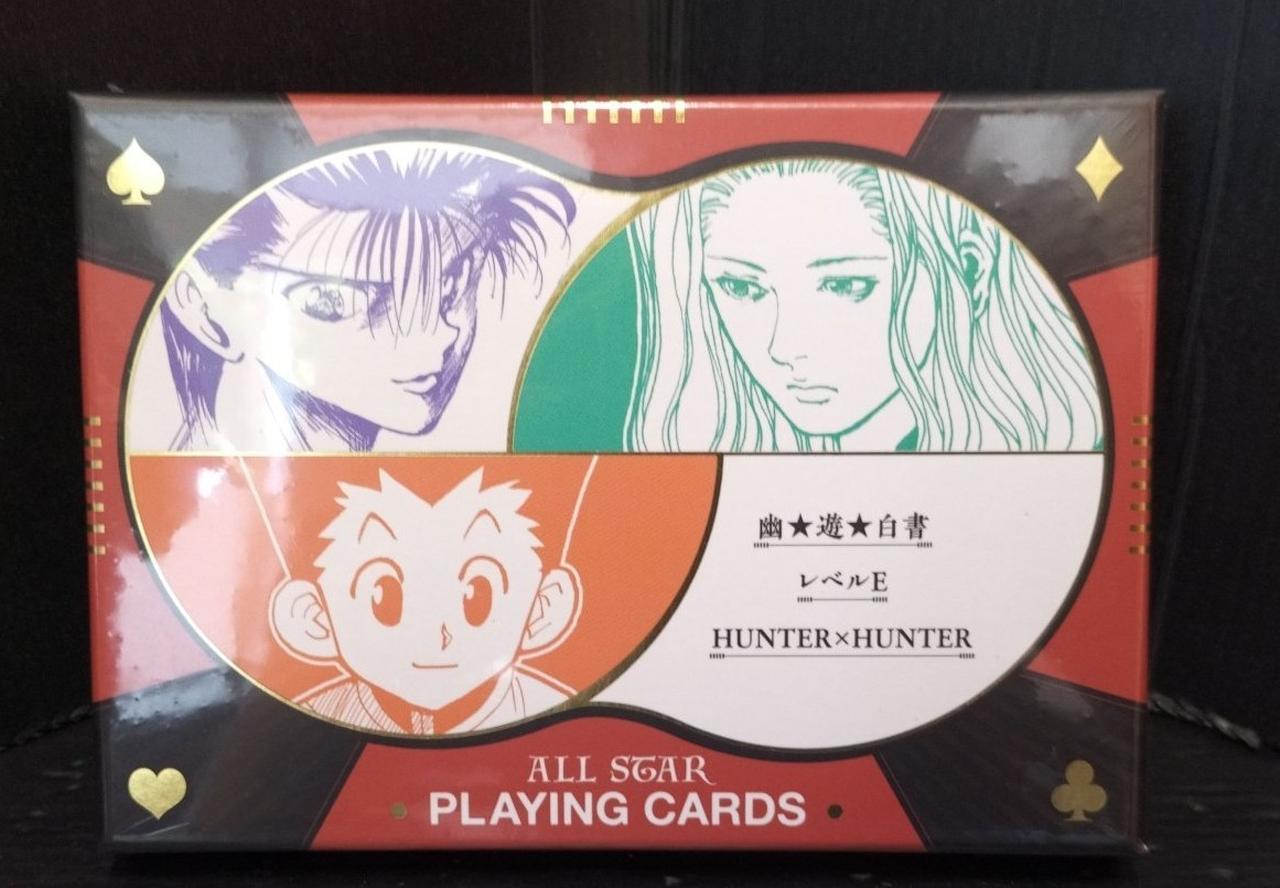 幽★遊★白書
レベルE
HUNTER×HUNTER
ALL STAR
PLAYING CARDS